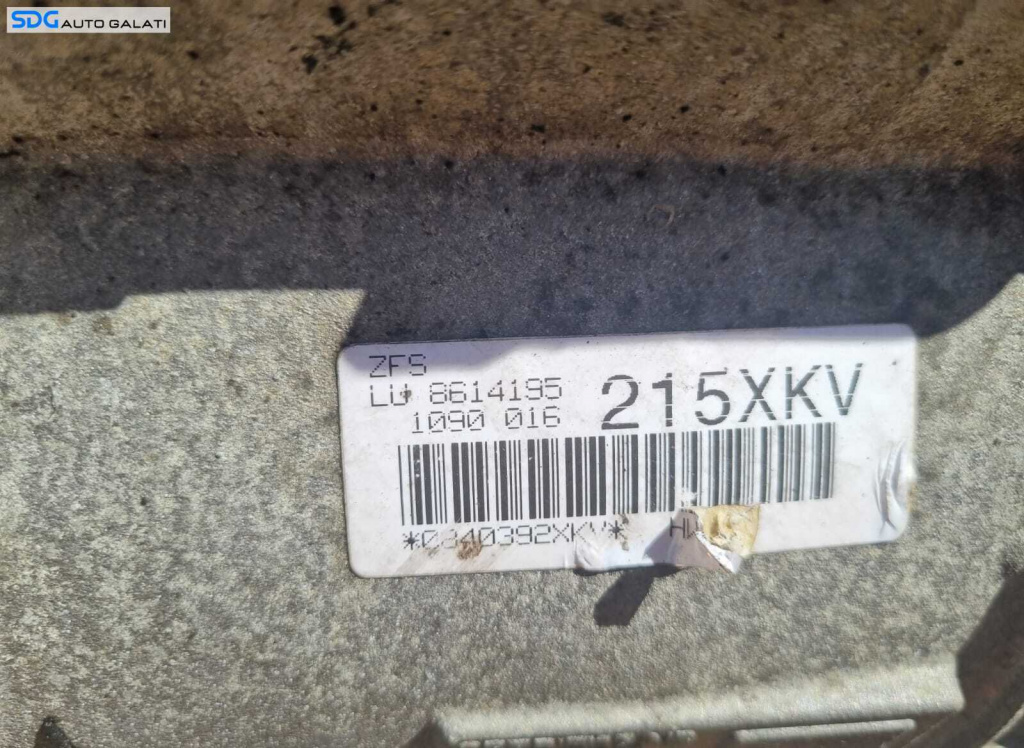 SDG AUTO GALATI
ZFS
LU 8614195
1090 016
215XKV